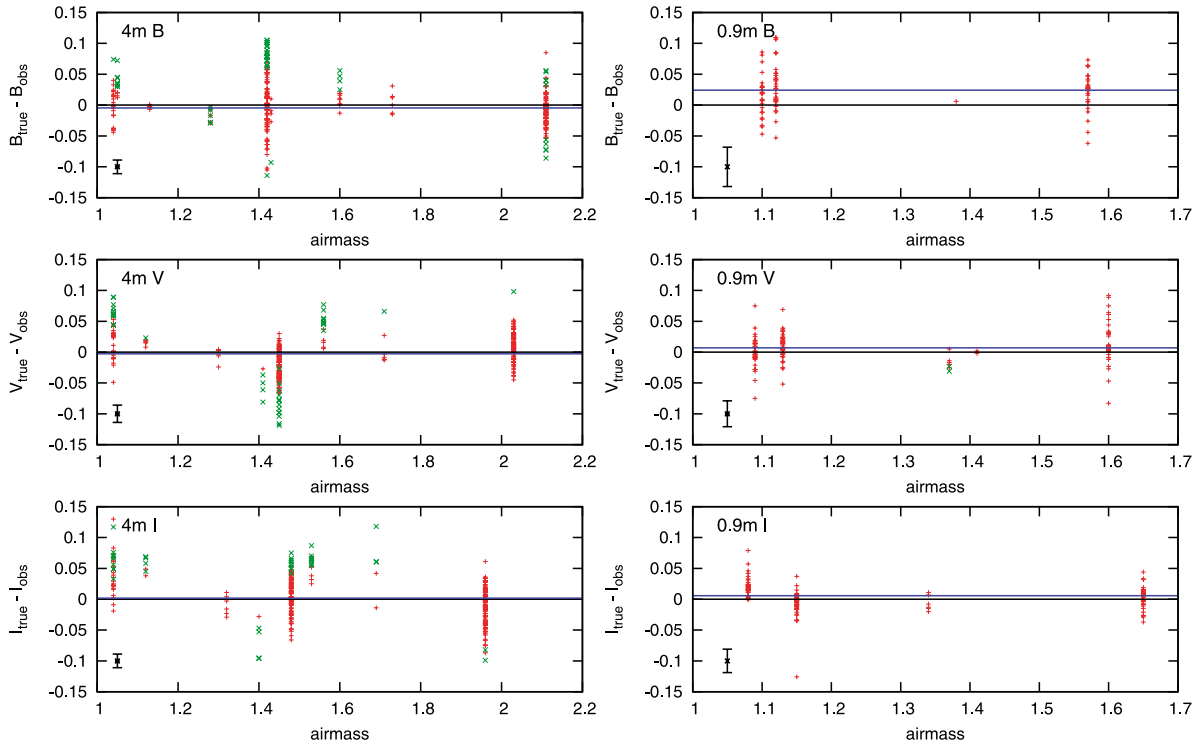 4m B
B_true - B_obs
0.15
0.1
0.05
0
-0.05
-0.1
-0.15
1 1.2 1.4 1.6 1.8 2 2.2
airmass
0.9m B
B_true - B_obs
0.15
0.1
0.05
0
-0.05
-0.1
-0.15
1 1.1 1.2 1.3 1.4 1.5 1.6 1.7
airmass
4m V
V_true - V_obs
0.15
0.1
0.05
0
-0.05
-0.1
-0.15
1 1.2 1.4 1.6 1.8 2 2.2
airmass
0.9m V
V_true - V_obs
0.15
0.1
0.05
0
-0.05
-0.1
-0.15
1 1.1 1.2 1.3 1.4 1.5 1.6 1.7
airmass
4m I
I_true - I_obs
0.15
0.1
0.05
0
-0.05
-0.1
-0.15
1 1.2 1.4 1.6 1.8 2 2.2
airmass
0.9m I
I_true - I_obs
0.15
0.1
0.05
0
-0.05
-0.1
-0.15
1 1.1 1.2 1.3 1.4 1.5 1.6 1.7
airmass